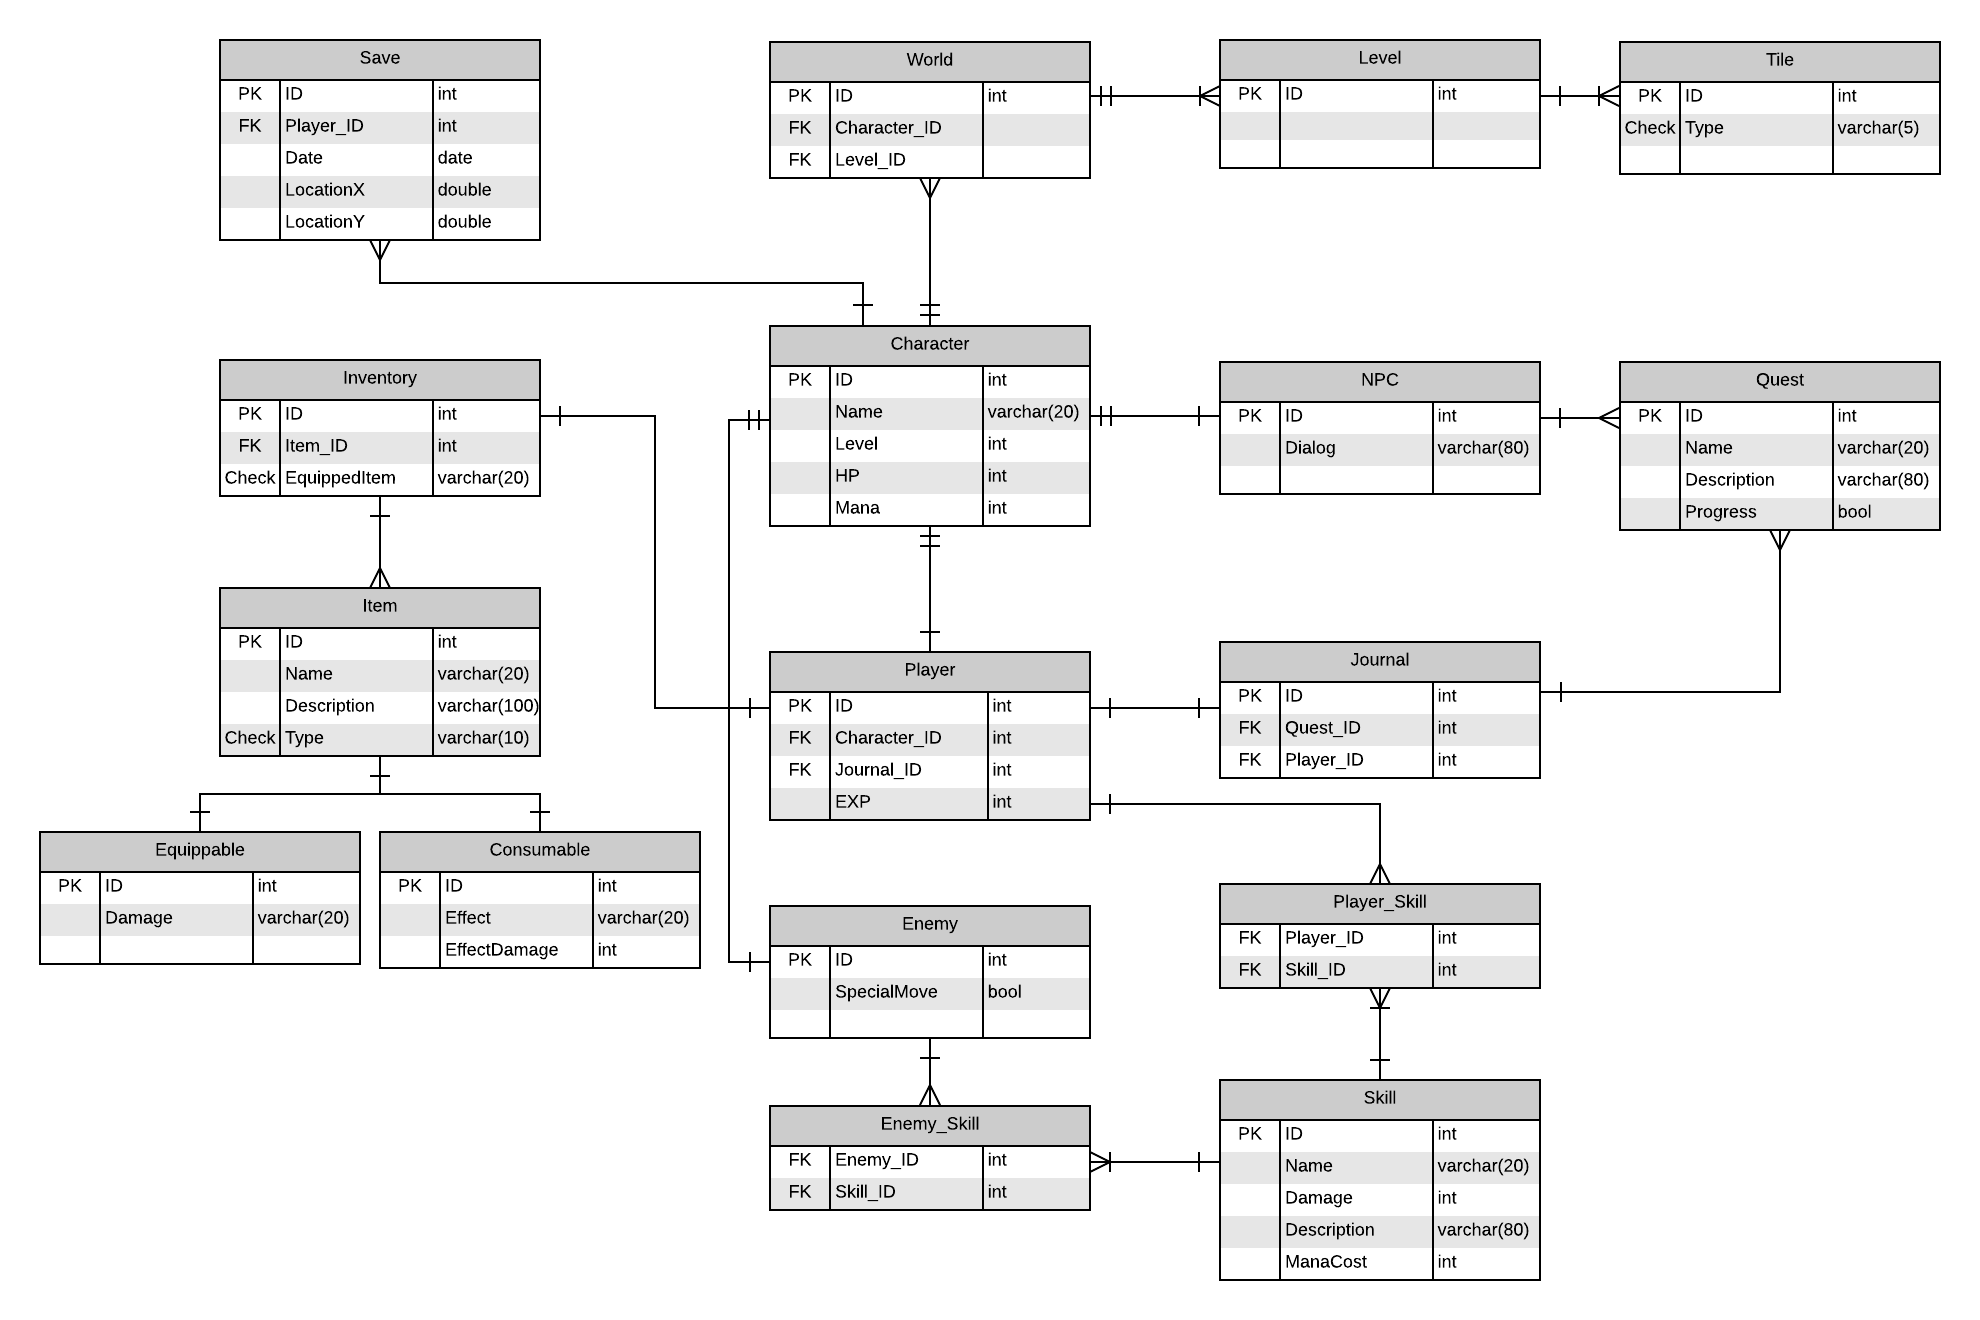 Save
PK ID int
FK Player_ID int
Date date
LocationX double
LocationY double
World
PK ID int
FK Character_ID
FK Level_ID
Level
PK ID int
Tile
PK ID int
Check Type varchar(5)
Inventory
PK ID int
FK Item_ID int
Check EquippedItem varchar(20)
Character
PK ID int
Name varchar(20)
Level int
HP int
Mana int
NPC
PK ID int
Dialog varchar(80)
Quest
PK ID int
Name varchar(20)
Description varchar(80)
Progress bool
Item
PK ID int
Name varchar(20)
Description varchar(100)
Check Type varchar(10)
Player
PK ID int
FK Character_ID int
FK Journal_ID int
EXP int
Journal
PK ID int
FK Quest_ID int
FK Player_ID int
Equippable
PK ID int
Damage varchar(20)
Consumable
PK ID int
Effect varchar(20)
EffectDamage int
Enemy
PK ID int
SpecialMove bool
Player_Skill
FK Player_ID int
FK Skill_ID int
Enemy_Skill
FK Enemy_ID int
FK Skill_ID int
Skill
PK ID int
Name varchar(20)
Damage int
Description varchar(80)
ManaCost int